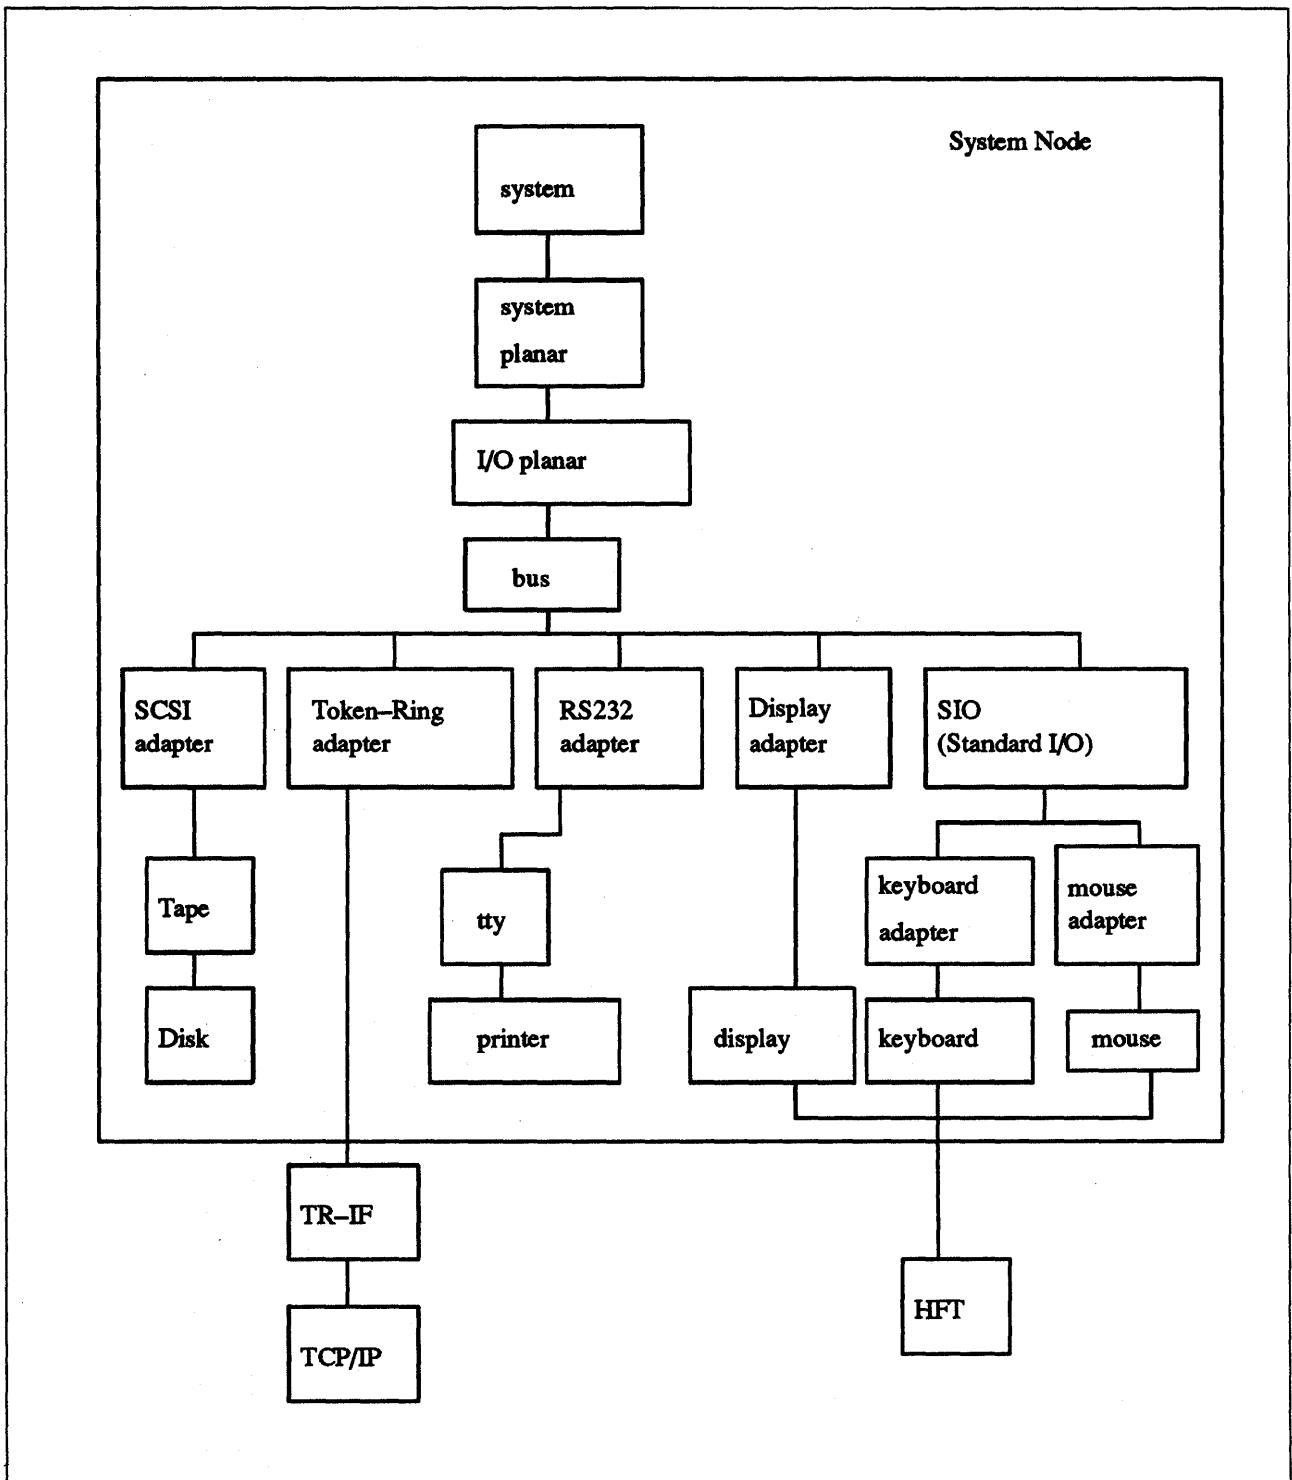 System Node
system
system
planar
I/O planar
bus
SCSI
adapter
Token–Ring
adapter
RS232
adapter
Display
adapter
SIO
(Standard I/O)
Tape
tty
keyboard
adapter
mouse
adapter
Disk
printer
display
keyboard
mouse
TR–IF
HFT
TCP/IP